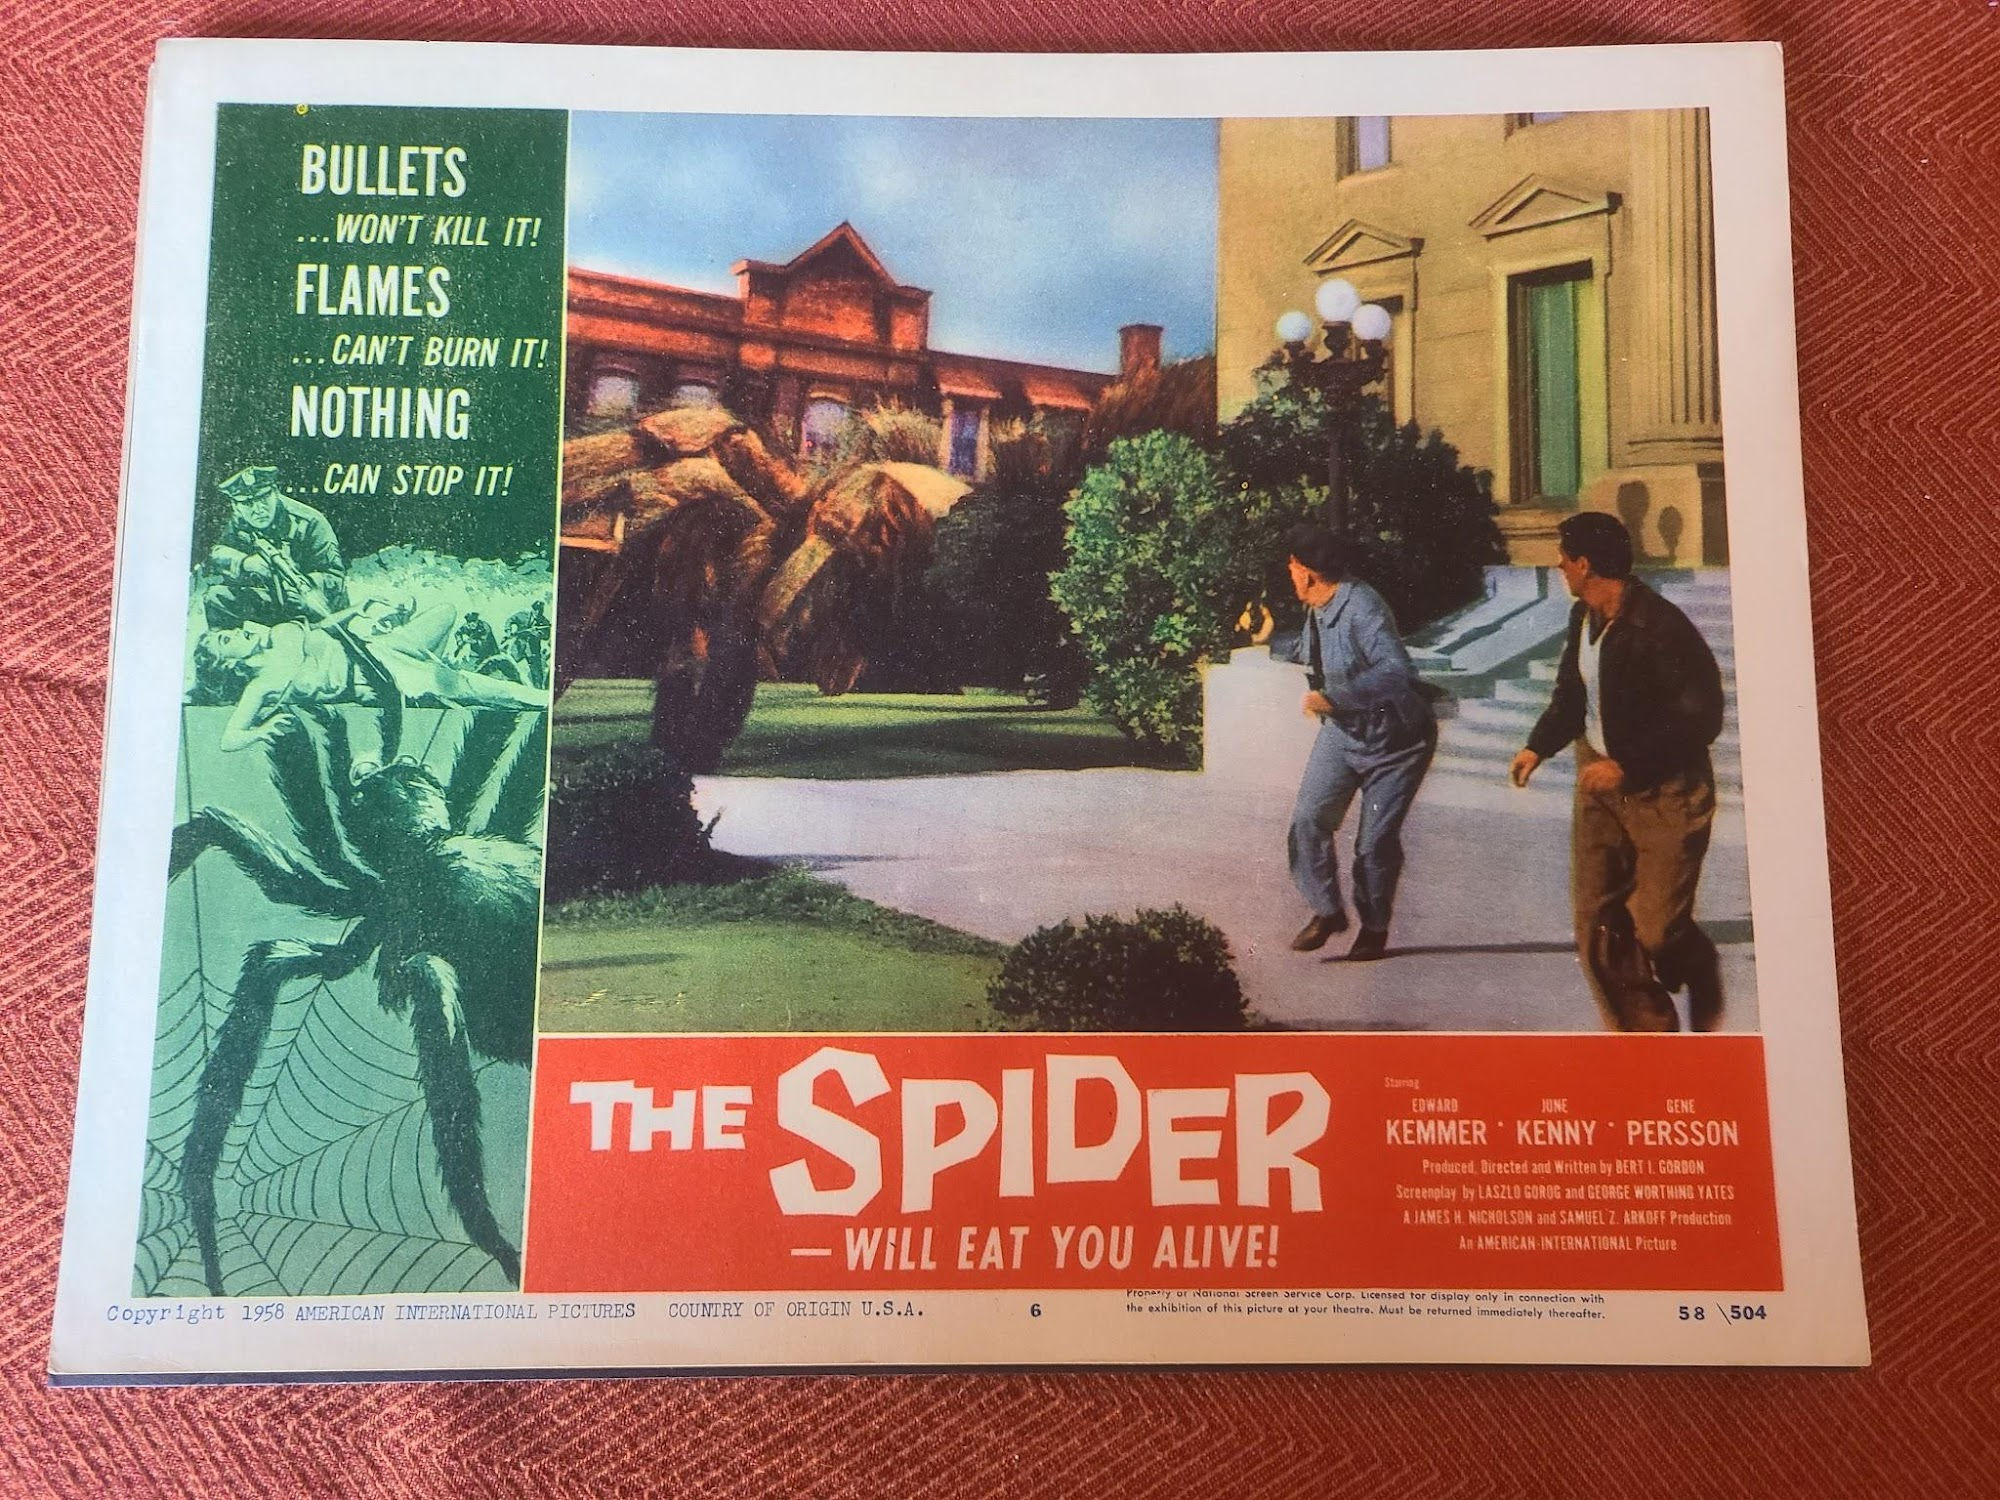 BULLETS
...WON'T KILL IT!
FLAMES
...CAN'T BURN IT!
NOTHING
...CAN STOP IT!
THE SPIDER
—WILL EAT YOU ALIVE!
Starring
EDWARD KEMMER · JUNE KENNY · GENE PERSSON
Produced, Directed and Written by BERT I. GORDON
Screenplay by LASZLO GOROG and GEORGE WORTHING YATES
A JAMES H. NICHOLSON and SAMUEL Z. ARKOFF Production
An AMERICAN-INTERNATIONAL Picture
Copyright 1958 AMERICAN INTERNATIONAL PICTURES COUNTRY OF ORIGIN U.S.A.
6
Property of National Screen Service Corp. Licensed for display only in connection with
the exhibition of this picture at your theatre. Must be returned immediately thereafter.
58 \504